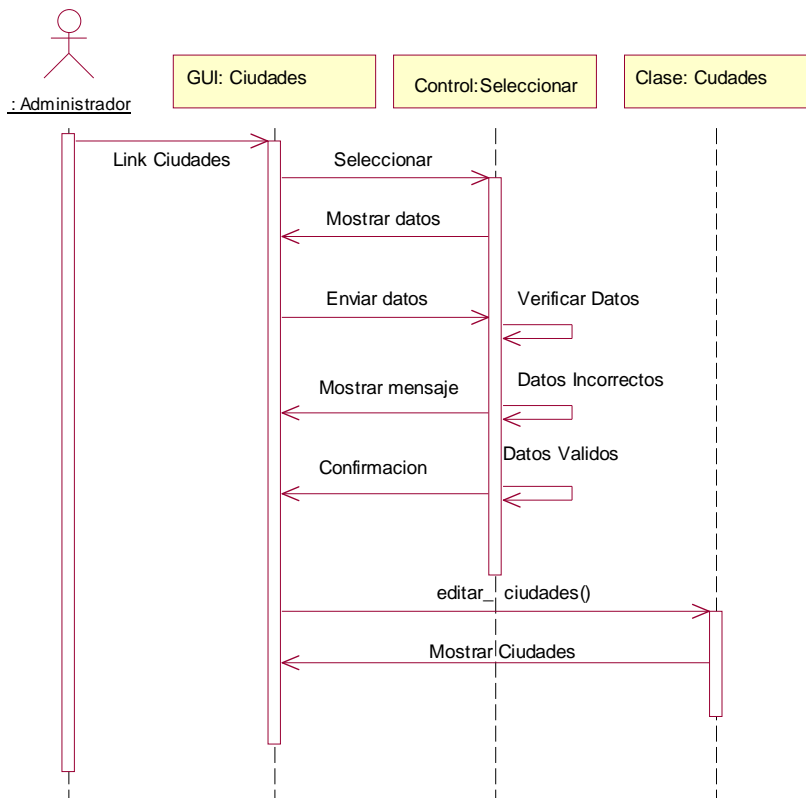 : Administrador
GUI: Ciudades
Control:Seleccionar
Clase: Cudades
Link Ciudades
Seleccionar
Mostrar datos
Enviar datos
Verificar Datos
Mostrar mensaje
Datos Incorrectos
Confirmacion
Datos Validos
editar_ ciudades()
Mostrar Ciudades